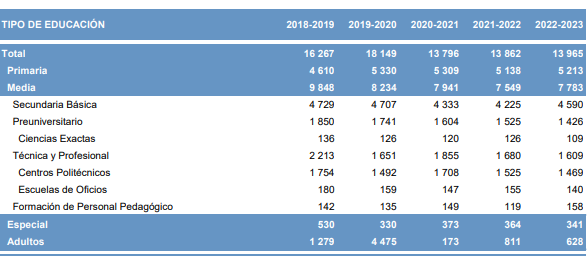 TIPO DE EDUCACIÓN 2018-2019 2019-2020 2020-2021 2021-2022 2022-2023
Total 16 267 18 149 13 796 13 862 13 965
Primaria 4 610 5 330 5 309 5 138 5 213
Media 9 848 8 234 7 941 7 549 7 783
Secundaria Básica 4 729 4 707 4 333 4 225 4 590
Preuniversitario 1 850 1 741 1 604 1 525 1 426
Ciencias Exactas 136 126 120 126 109
Técnica y Profesional 2 213 1 651 1 855 1 680 1 609
Centros Politécnicos 1 754 1 492 1 708 1 525 1 469
Escuelas de Oficios 180 159 147 155 140
Formación de Personal Pedagógico 142 135 149 119 158
Especial 530 330 373 364 341
Adultos 1 279 4 475 173 811 628